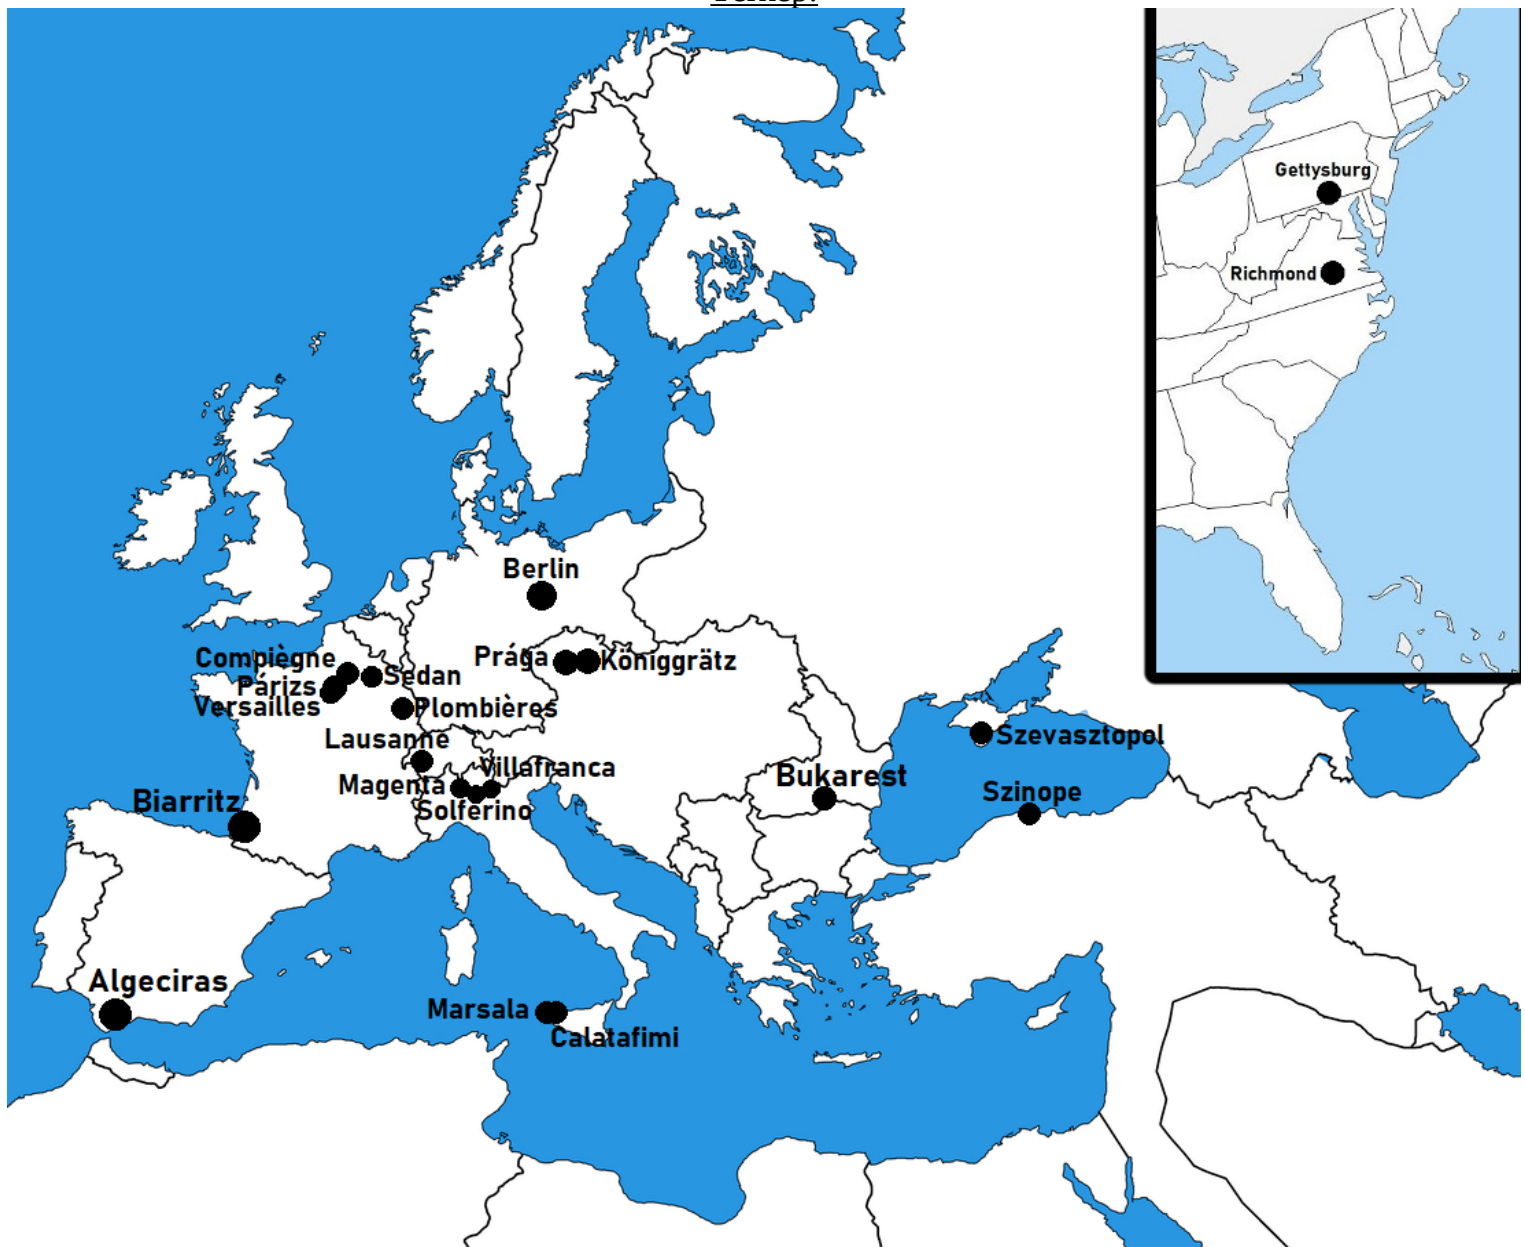 Térkép:
Gettysburg
Richmond
Berlin
Prága
Königgrätz
Compiègne
Sedan
Párizs
Versailles
Plombières
Lausanne
Villafranca
Magenta
Solferino
Biarritz
Bukarest
Szevasztopol
Szinope
Algeciras
Marsala
Calatafimi